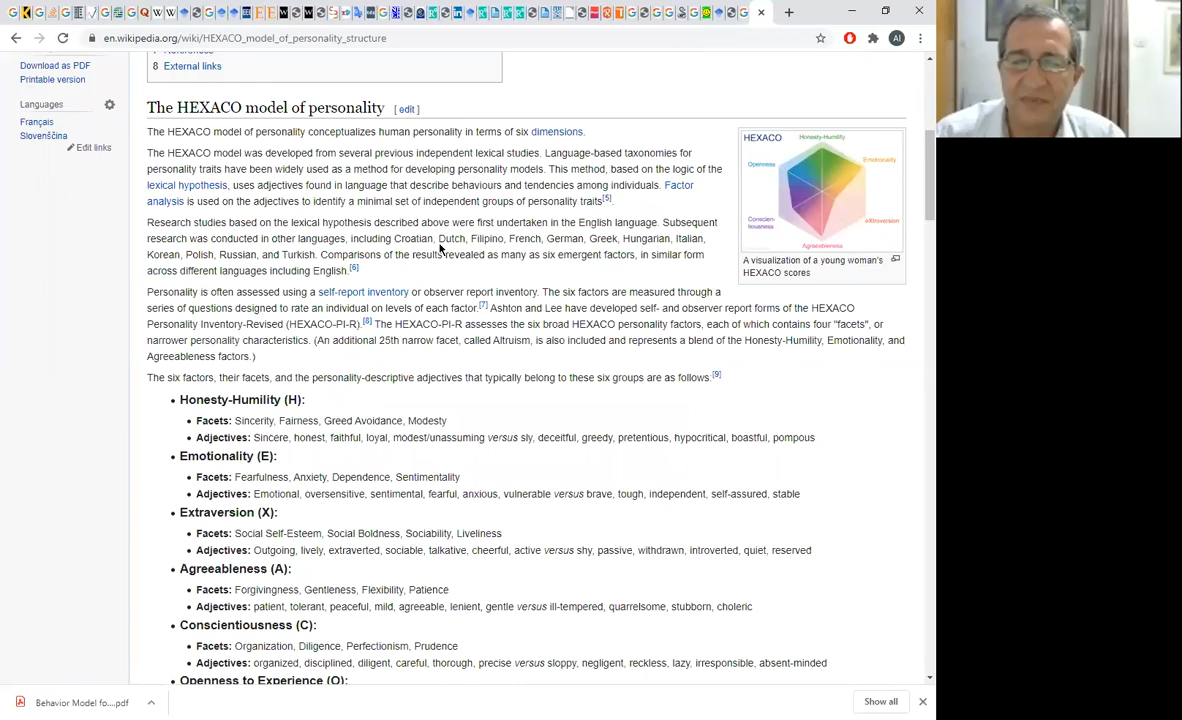 en.wikipedia.org/wiki/HEXACO_model_of_personality_structure
AI
Download as PDF
Printable version
Languages
Français
Slovenščina
Edit links
References
8 External links
The HEXACO model of personality [ edit ]
The HEXACO model of personality conceptualizes human personality in terms of six dimensions.
The HEXACO model was developed from several previous independent lexical studies. Language-based taxonomies for
personality traits have been widely used as a method for developing personality models. This method, based on the logic of the
lexical hypothesis, uses adjectives found in language that describe behaviours and tendencies among individuals. Factor
analysis is used on the adjectives to identify a minimal set of independent groups of personality traits[5].
Research studies based on the lexical hypothesis described above were first undertaken in the English language. Subsequent
research was conducted in other languages, including Croatian, Dutch, Filipino, French, German, Greek, Hungarian, Italian,
Korean, Polish, Russian, and Turkish. Comparisons of the results revealed as many as six emergent factors, in similar form
across different languages including English.[6]
HEXACO
Honesty-Humility
Openness
Emotionality
Conscien-
tiousness
eXtroversion
Agreeableness
A visualization of a young woman's
HEXACO scores
Personality is often assessed using a self-report inventory or observer report inventory. The six factors are measured through a
series of questions designed to rate an individual on levels of each factor.[7] Ashton and Lee have developed self- and observer report forms of the HEXACO
Personality Inventory-Revised (HEXACO-PI-R).[8] The HEXACO-PI-R assesses the six broad HEXACO personality factors, each of which contains four "facets", or
narrower personality characteristics. (An additional 25th narrow facet, called Altruism, is also included and represents a blend of the Honesty-Humility, Emotionality, and
Agreeableness factors.)
The six factors, their facets, and the personality-descriptive adjectives that typically belong to these six groups are as follows:[9]
Honesty-Humility (H):
Facets: Sincerity, Fairness, Greed Avoidance, Modesty
Adjectives: Sincere, honest, faithful, loyal, modest/unassuming versus sly, deceitful, greedy, pretentious, hypocritical, boastful, pompous
Emotionality (E):
Facets: Fearfulness, Anxiety, Dependence, Sentimentality
Adjectives: Emotional, oversensitive, sentimental, fearful, anxious, vulnerable versus brave, tough, independent, self-assured, stable
Extraversion (X):
Facets: Social Self-Esteem, Social Boldness, Sociability, Liveliness
Adjectives: Outgoing, lively, extraverted, sociable, talkative, cheerful, active versus shy, passive, withdrawn, introverted, quiet, reserved
Agreeableness (A):
Facets: Forgivingness, Gentleness, Flexibility, Patience
Adjectives: patient, tolerant, peaceful, mild, agreeable, lenient, gentle versus ill-tempered, quarrelsome, stubborn, choleric
Conscientiousness (C):
Facets: Organization, Diligence, Perfectionism, Prudence
Adjectives: organized, disciplined, diligent, careful, thorough, precise versus sloppy, negligent, reckless, lazy, irresponsible, absent-minded
Openness to Experience (O):
Behavior Model fo....pdf
Show all